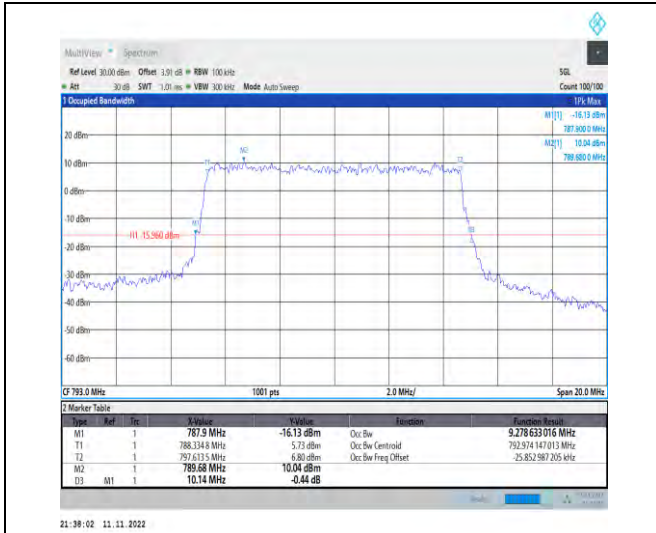 MultiView Spectrum
Ref Level 30.00 dBm Offset 3.91 dB RBW 100 kHz SGL
Att 30 dB SWT 1.01 ms VBW 300 kHz Mode Auto Sweep Count 100/100
1 Occupied Bandwidth 1Pk Max
M1[1] -16.13 dBm
787.9000 MHz
M2[1] 10.04 dBm
789.6800 MHz
20 dBm
M2
T1 T2
10 dBm
0 dBm
-10 dBm
M1
H1 -15.960 dBm
D3
-20 dBm
-30 dBm
-40 dBm
-50 dBm
-60 dBm
CF 793.0 MHz 1001 pts 2.0 MHz/ Span 20.0 MHz
2 Marker Table
Type Ref Trc X-Value Y-Value Function Function Result
M1 1 787.9 MHz -16.13 dBm Occ Bw 9.278 633 016 MHz
T1 1 788.334 8 MHz 5.73 dBm Occ Bw Centroid 792.974 147 013 MHz
T2 1 797.613 5 MHz 6.80 dBm Occ Bw Freq Offset -25.852 987 205 kHz
M2 1 789.68 MHz 10.04 dBm
D3 M1 1 10.14 MHz -0.44 dB
21:38:02 11.11.2022